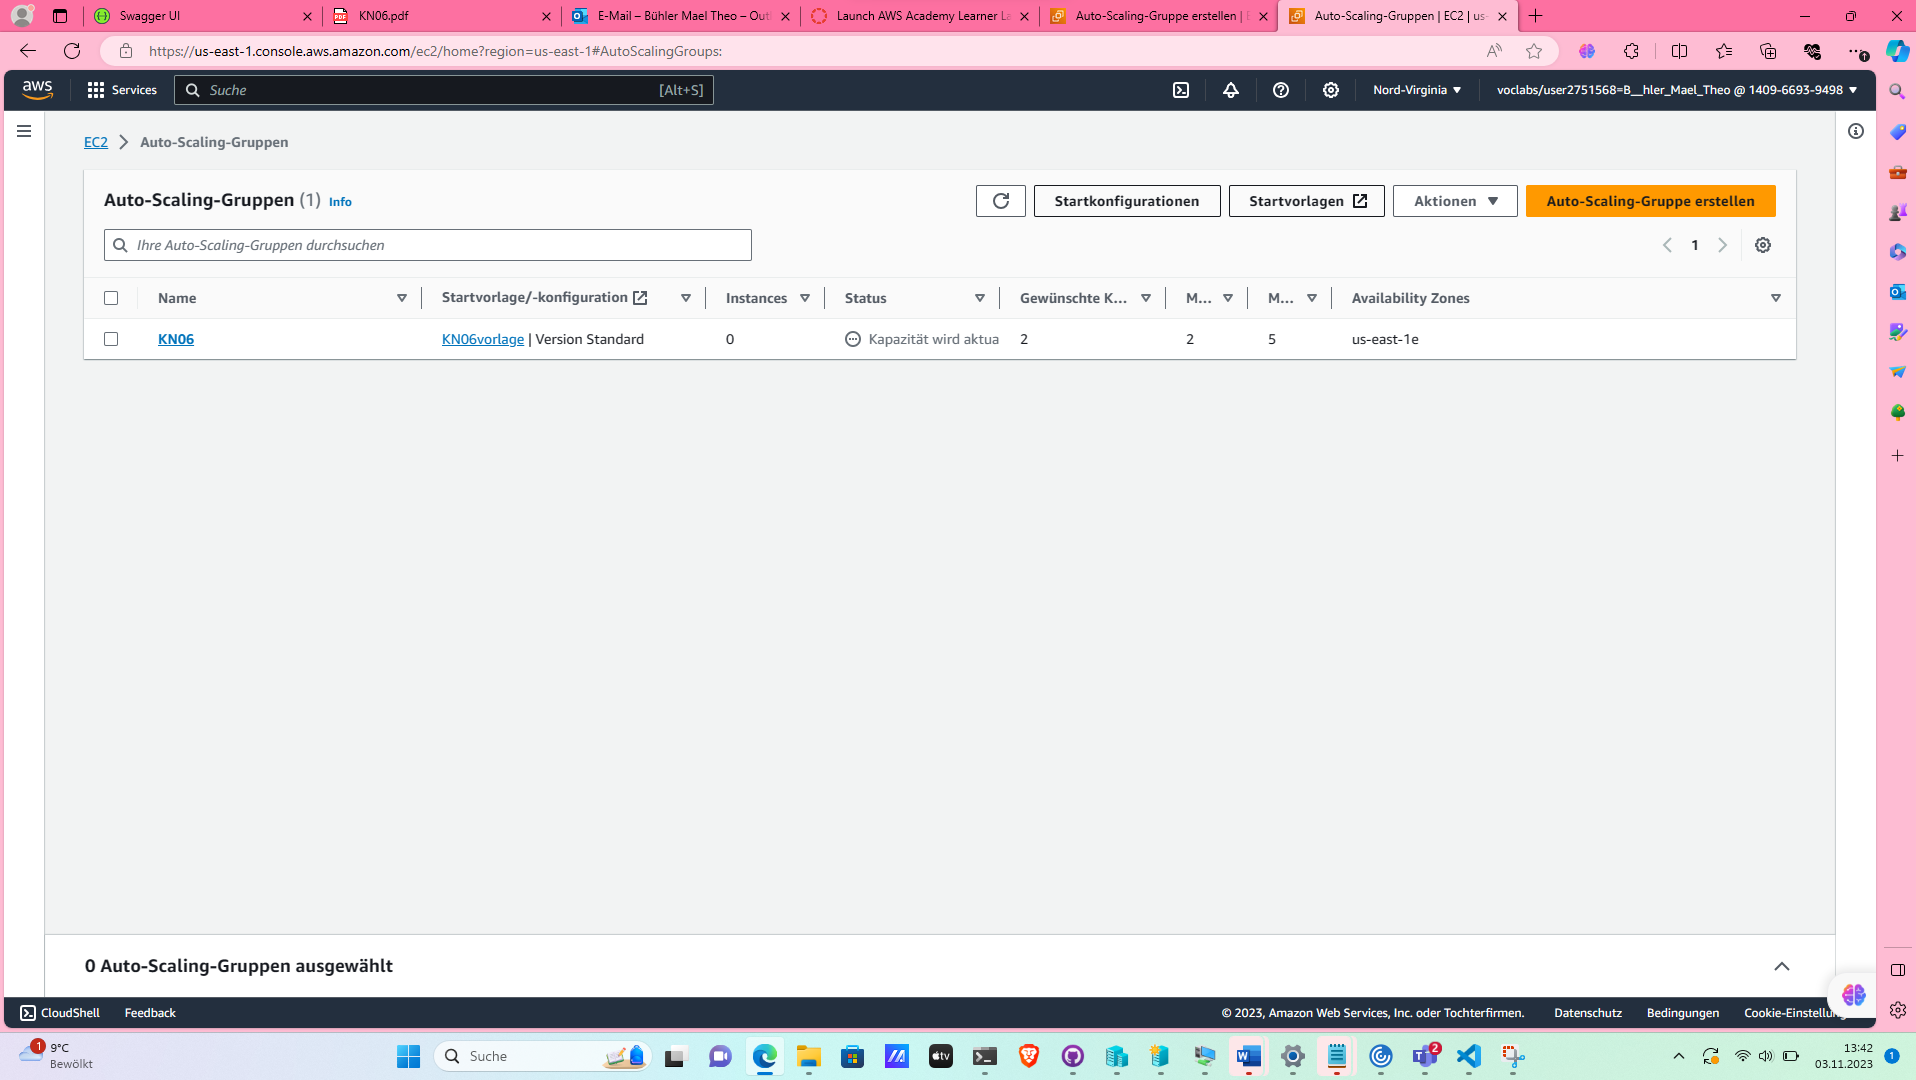 Swagger UI
KN06.pdf
E-Mail – Bühler Mael Theo – Outl
Launch AWS Academy Learner La
Auto-Scaling-Gruppe erstellen | E
Auto-Scaling-Gruppen | EC2 | us-
https://us-east-1.console.aws.amazon.com/ec2/home?region=us-east-1#AutoScalingGroups:
aws
Services
Suche
[Alt+S]
Nord-Virginia
voclabs/user2751568=B__hler_Mael_Theo @ 1409-6693-9498
EC2
Auto-Scaling-Gruppen
Auto-Scaling-Gruppen (1) Info
Startkonfigurationen
Startvorlagen
Aktionen
Auto-Scaling-Gruppe erstellen
Ihre Auto-Scaling-Gruppen durchsuchen
1
Name
Startvorlage/-konfiguration
Instances
Status
Gewünschte K...
M...
M...
Availability Zones
KN06
KN06vorlage | Version Standard
0
Kapazität wird aktua
2
2
5
us-east-1e
0 Auto-Scaling-Gruppen ausgewählt
CloudShell
Feedback
© 2023, Amazon Web Services, Inc. oder Tochterfirmen.
Datenschutz
Bedingungen
Cookie-Einstellung
1
9°C
Bewölkt
Suche
tv
2
13:42
03.11.2023
1